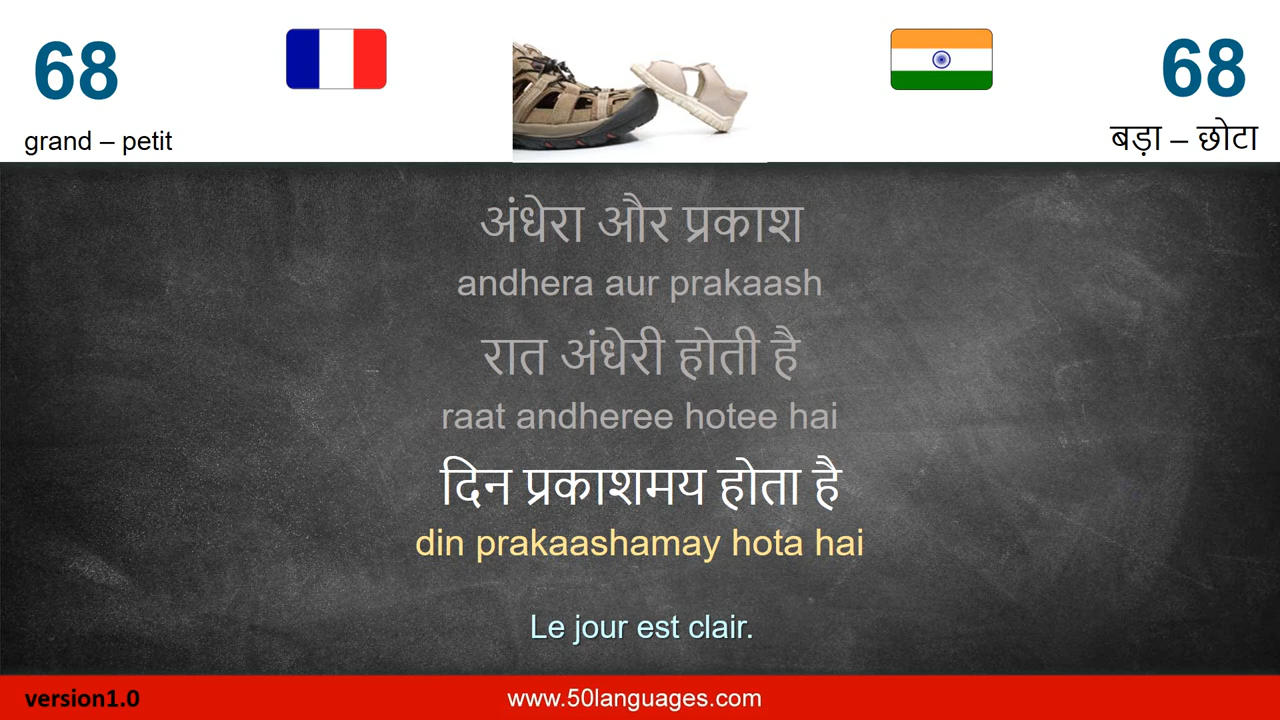 68
68
grand – petit
बड़ा – छोटा
अंधेरा और प्रकाश
andhera aur prakaash
रात अंधेरी होती है
raat andheree hotee hai
दिन प्रकाशमय होता है
din prakaashamay hota hai
Le jour est clair.
version1.0
www.50languages.com